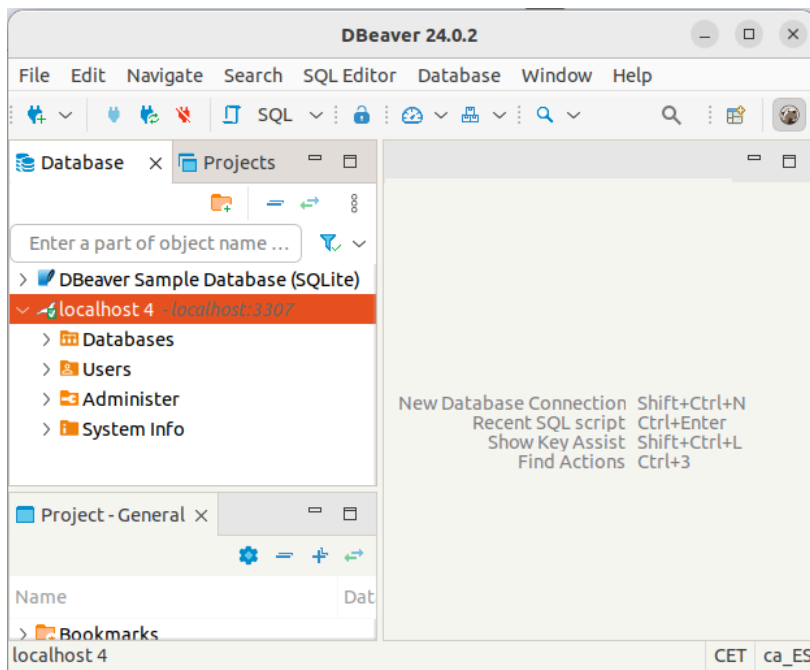 DBeaver 24.0.2
File Edit Navigate Search SQL Editor Database Window Help
SQL
Database Projects
Enter a part of object name ...
DBeaver Sample Database (SQLite)
localhost 4 - localhost:3307
Databases
Users
Administer
System Info
New Database Connection Shift+Ctrl+N
Recent SQL script Ctrl+Enter
Show Key Assist Shift+Ctrl+L
Find Actions Ctrl+3
Project - General
Name Dat
Bookmarks
localhost 4 CET ca_ES